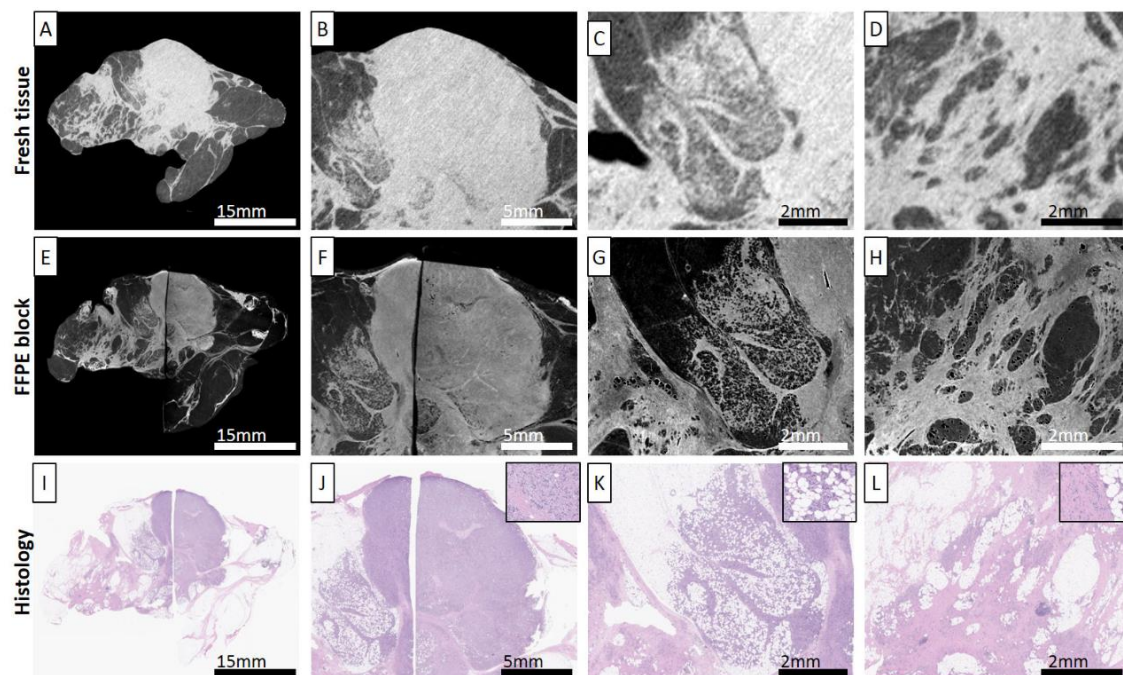 A
B
C
D
Fresh tissue
15mm
5mm
2mm
2mm
E
F
G
H
FFPE block
15mm
5mm
2mm
2mm
I
J
K
L
Histology
15mm
5mm
2mm
2mm